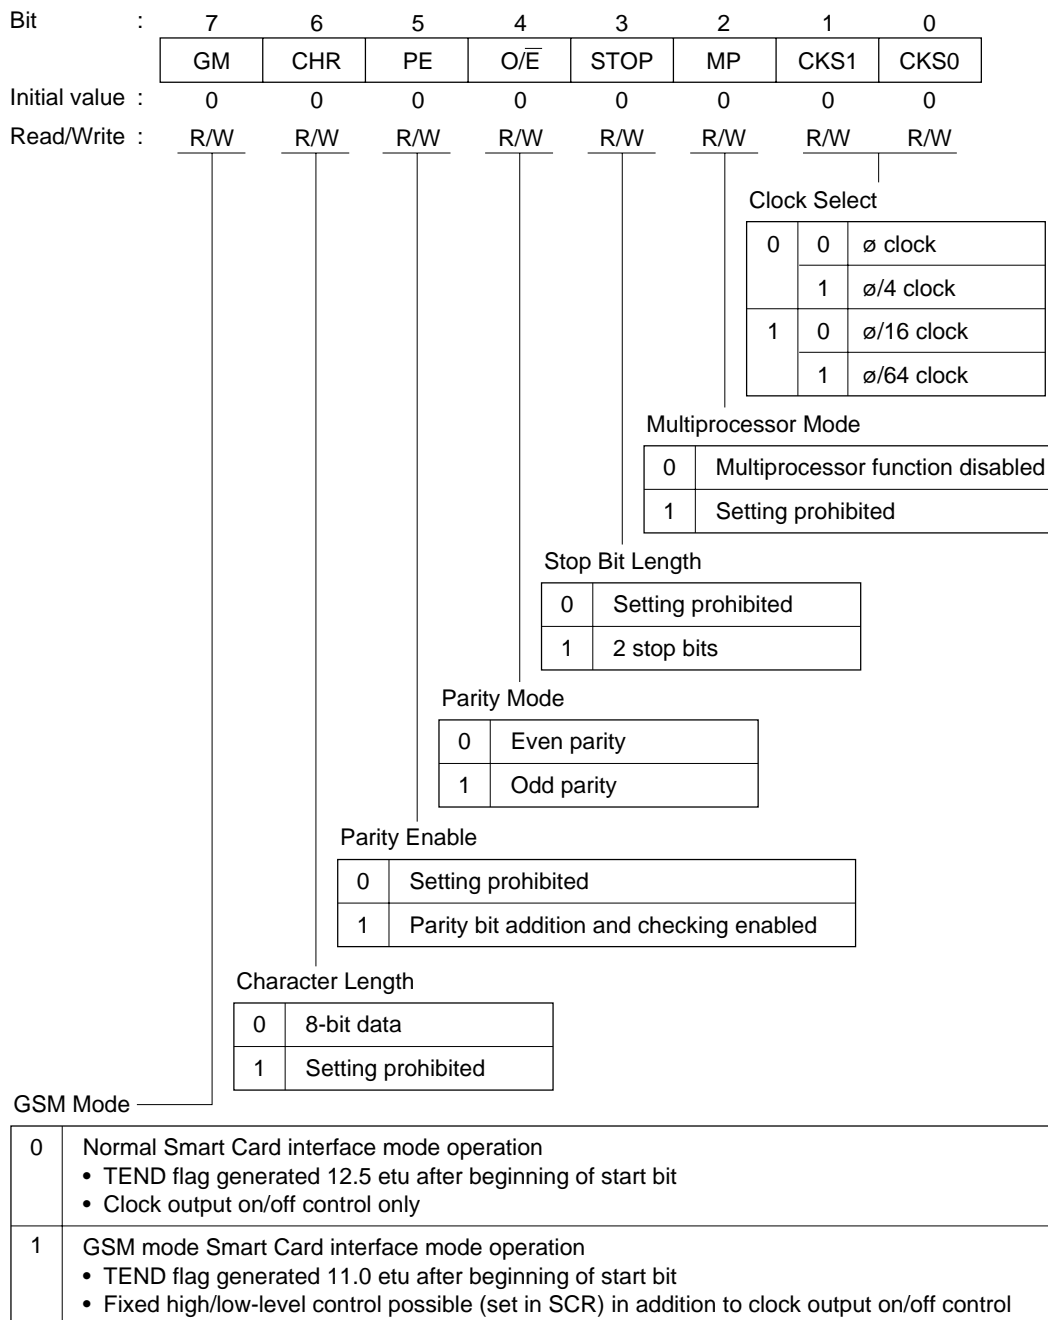 Bit : 7 6 5 4 3 2 1 0
GM CHR PE O/E̅ STOP MP CKS1 CKS0
Initial value : 0 0 0 0 0 0 0 0
Read/Write : R/W R/W R/W R/W R/W R/W R/W R/W
Clock Select
0 0 ø clock
1 ø/4 clock
1 0 ø/16 clock
1 ø/64 clock
Multiprocessor Mode
0 Multiprocessor function disabled
1 Setting prohibited
Stop Bit Length
0 Setting prohibited
1 2 stop bits
Parity Mode
0 Even parity
1 Odd parity
Parity Enable
0 Setting prohibited
1 Parity bit addition and checking enabled
Character Length
0 8-bit data
1 Setting prohibited
GSM Mode
0 Normal Smart Card interface mode operation
• TEND flag generated 12.5 etu after beginning of start bit
• Clock output on/off control only
1 GSM mode Smart Card interface mode operation
• TEND flag generated 11.0 etu after beginning of start bit
• Fixed high/low-level control possible (set in SCR) in addition to clock output on/off control